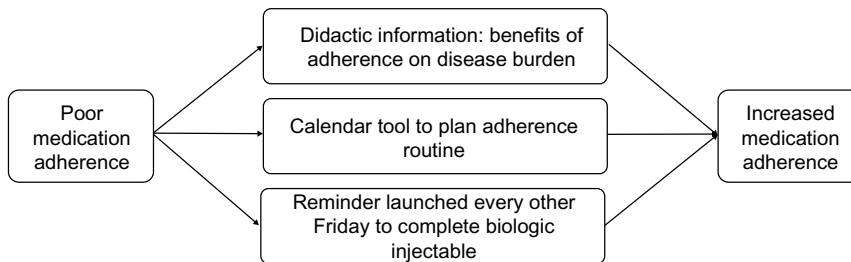 Poor
medication
adherence
Didactic information: benefits of
adherence on disease burden
Calendar tool to plan adherence
routine
Reminder launched every other
Friday to complete biologic
injectable
Increased
medication
adherence